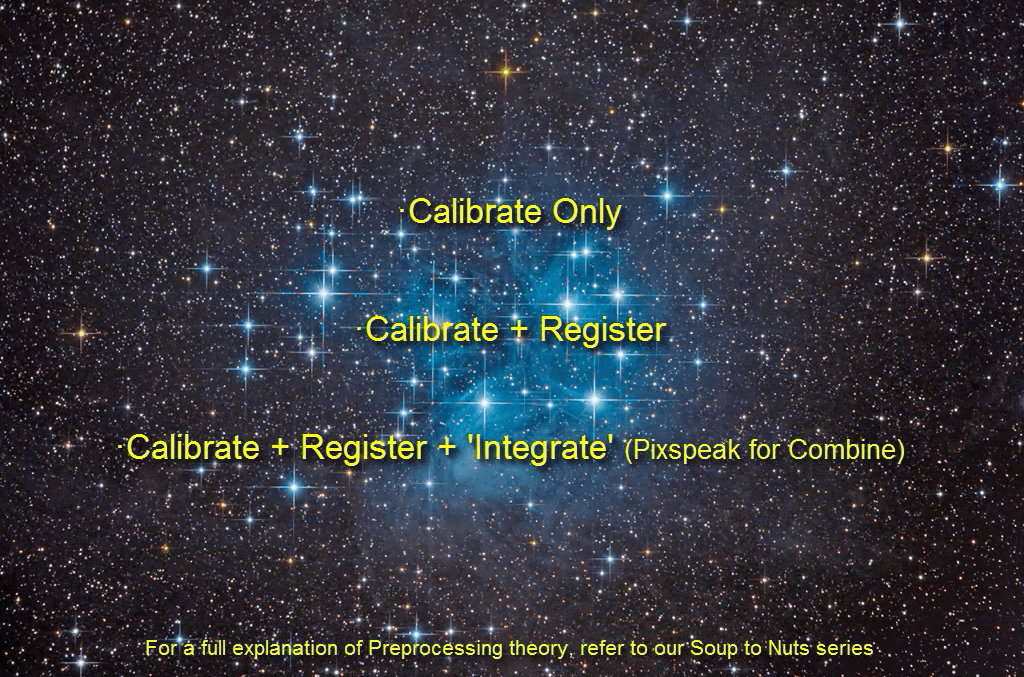 ·Calibrate Only
·Calibrate + Register
·Calibrate + Register + 'Integrate' (Pixspeak for Combine)
For a full explanation of Preprocessing theory, refer to our Soup to Nuts series